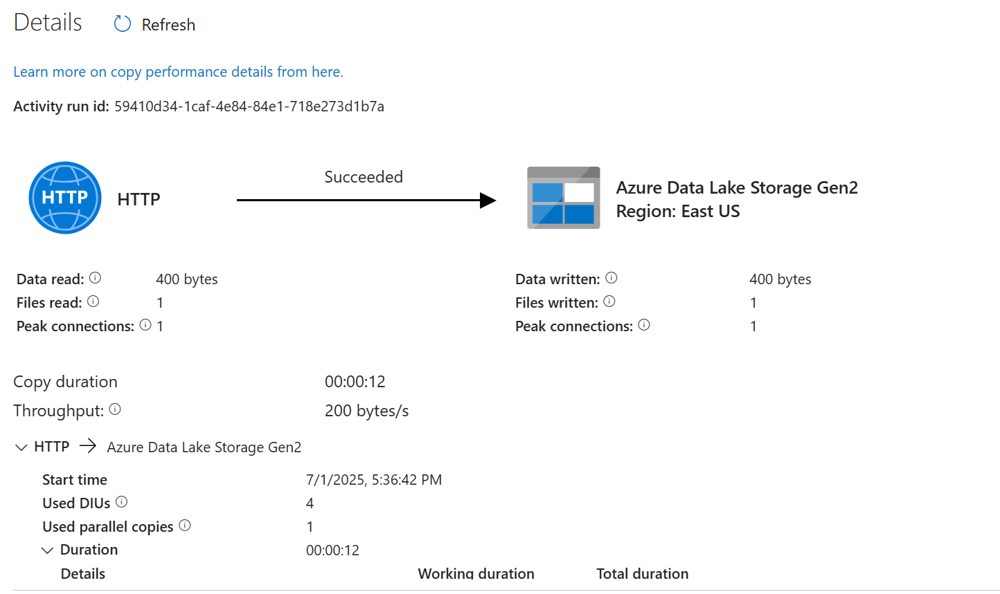 Details Refresh
Learn more on copy performance details from here.
Activity run id: 59410d34-1caf-4e84-84e1-718e273d1b7a
Succeeded
HTTP HTTP
Azure Data Lake Storage Gen2
Region: East US
Data read: 400 bytes Data written: 400 bytes
Files read: 1 Files written: 1
Peak connections: 1 Peak connections: 1
Copy duration 00:00:12
Throughput: 200 bytes/s
HTTP → Azure Data Lake Storage Gen2
Start time 7/1/2025, 5:36:42 PM
Used DIUs 4
Used parallel copies 1
Duration 00:00:12
Details Working duration Total duration